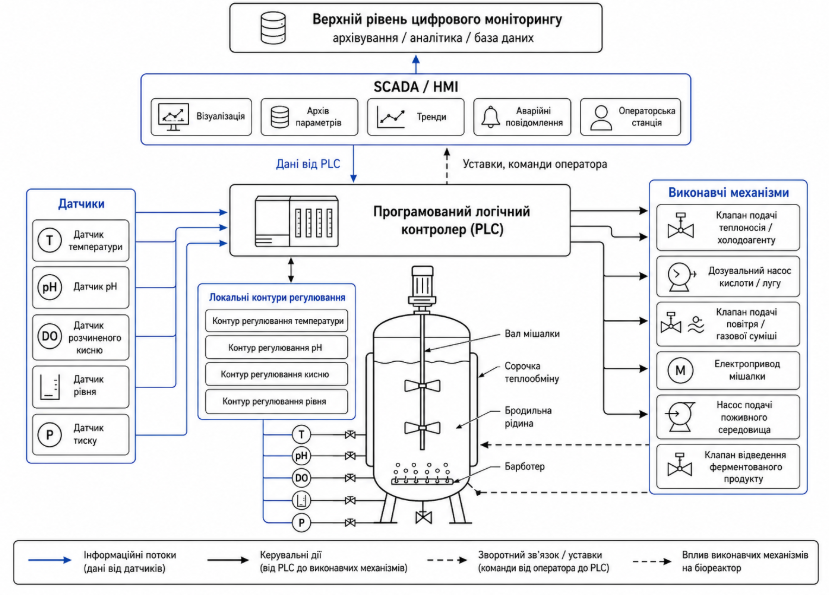 Верхній рівень цифрового моніторингу
архівування / аналітика / база даних
SCADA / HMI
Візуалізація
Архів
параметрів
Тренди
Аварійні
повідомлення
Операторська
станція
Дані від PLC
Уставки, команди оператора
Датчики
T
Датчик
температури
pH
Датчик pH
DO
Датчик
розчиненого
кисню
Датчик
рівня
P
Датчик
тиску
Програмований логічний
контролер (PLC)
Локальні контури регулювання
Контур регулювання температури
Контур регулювання pH
Контур регулювання кисню
Контур регулювання рівня
T
pH
DO
P
Вал мішалки
Сорочка
теплообміну
Бродильна
рідина
Барботер
Виконавчі механізми
Клапан подачі
теплоносія /
холодоагенту
Дозувальний насос
кислоти / лугу
Клапан подачі
повітря /
газової суміші
M
Електропривод
мішалки
Насос подачі
поживного
середовища
Клапан відведення
ферментованого
продукту
Інформаційні потоки
(дані від датчиків)
Керувальні дії
(від PLC до виконавчих механізмів)
Зворотний зв'язок / уставки
(команди від оператора до PLC)
Вплив виконавчих механізмів
на біореактор